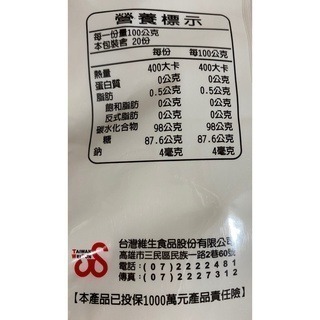 營養標示
每一份量100公克
本包裝含 20份
每份 每100公克
熱量 400大卡 400大卡
蛋白質 0公克 0公克
脂肪 0.5公克 0.5公克
飽和脂肪 0公克 0公克
反式脂肪 0公克 0公克
碳水化合物 98公克 98公克
糖 87.6公克 87.6公克
鈉 4毫克 4毫克
TAIWAN
台灣維生食品股份有限公司
高雄市三民區民族一路2巷60號
電話：(07)2222481
傳真：(07)2227312
【本產品已投保1000萬元產品責任險】